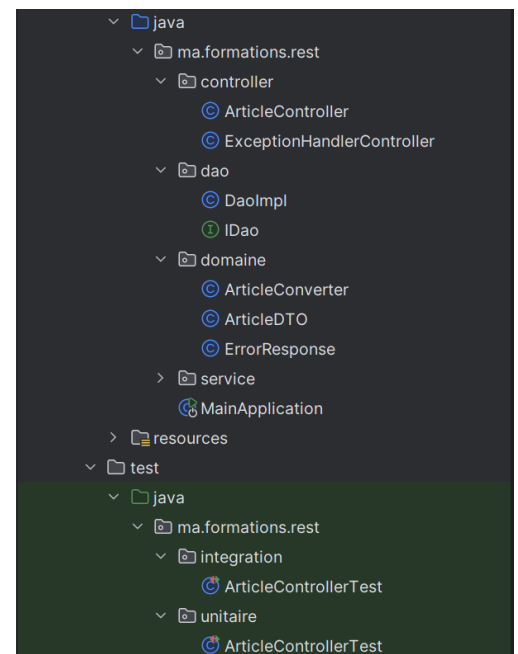 java
ma.formations.rest
controller
ArticleController
ExceptionHandlerController
dao
DaoImpl
IDao
domaine
ArticleConverter
ArticleDTO
ErrorResponse
service
MainApplication
resources
test
java
ma.formations.rest
integration
ArticleControllerTest
unitaire
ArticleControllerTest